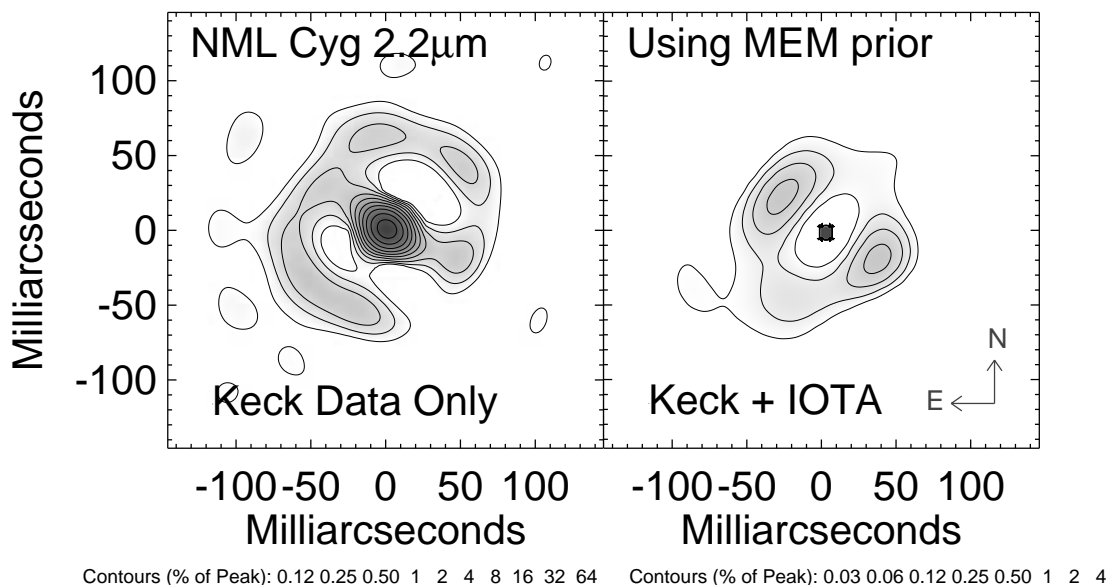 NML Cyg 2.2μm
Using MEM prior
Milliarcseconds
100
50
0
-50
-100
Keck Data Only
Keck + IOTA
N
E
-100 -50 0 50 100
-100 -50 0 50 100
Milliarcseconds
Milliarcseconds
Contours (% of Peak): 0.12 0.25 0.50 1 2 4 8 16 32 64
Contours (% of Peak): 0.03 0.06 0.12 0.25 0.50 1 2 4